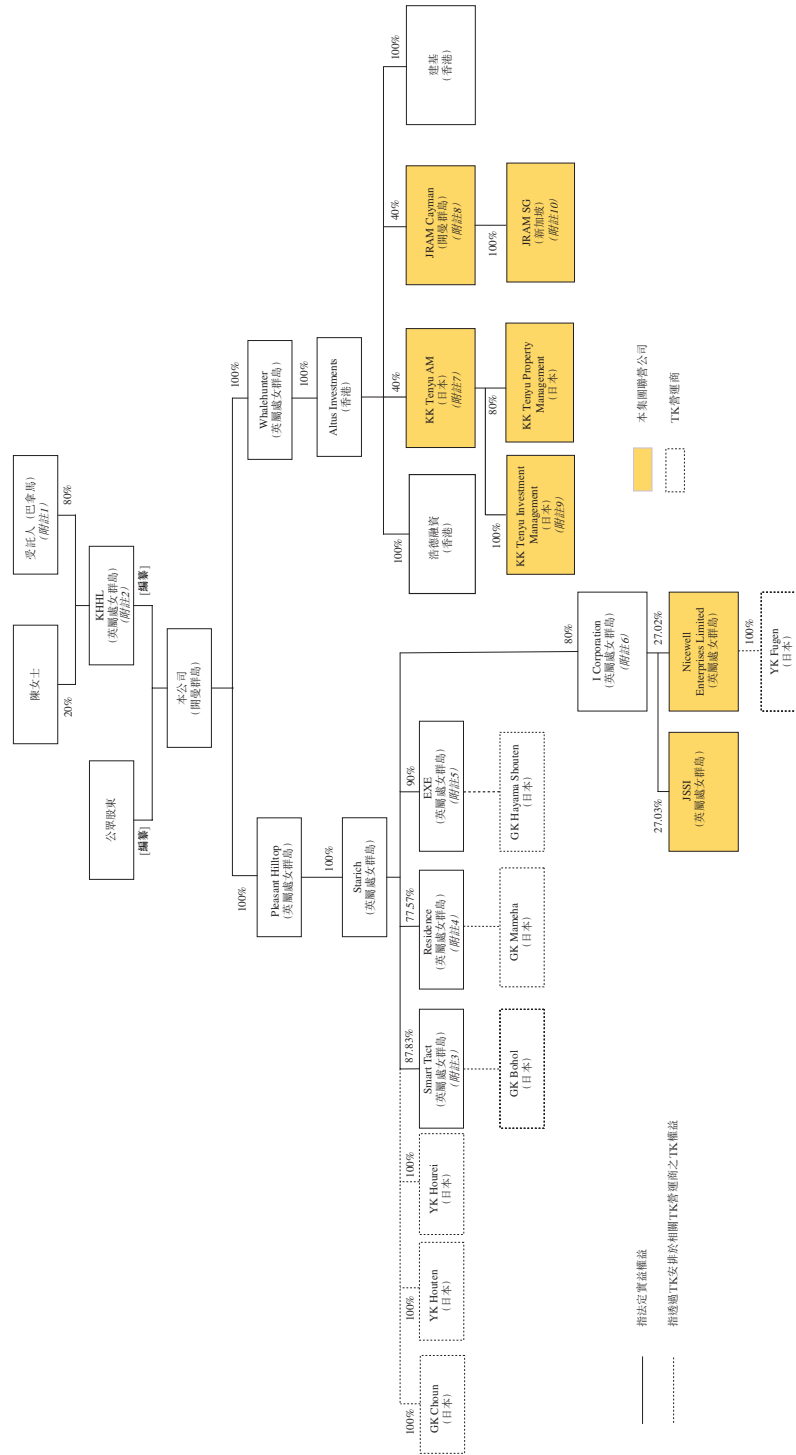 陳女士
20%
受託人 (巴拿馬)
(附註1)
80%
公眾股東
[編纂]
KHHL
(英屬處女群島)
(附註2)
[編纂]
本公司
(開曼群島)
100%
Pleasant Hilltop
(英屬處女群島)
100%
Whalehunter
(英屬處女群島)
100%
Starich
(英屬處女群島)
100%
Altus Investments
(香港)
100%
GK Choun
(日本)
100%
YK Houten
(日本)
100%
YK Hourei
(日本)
87.83%
Smart Tact
(英屬處女群島)
(附註3)
77.57%
Residence
(英屬處女群島)
(附註4)
90%
EXE
(英屬處女群島)
(附註5)
100%
浩德融資
(香港)
40%
KK Tenyu AM
(日本)
(附註7)
40%
JRAM Cayman
(開曼群島)
(附註8)
100%
建基
(香港)
GK Bohol
(日本)
GK Mameha
(日本)
GK Hayama Shouten
(日本)
100%
KK Tenyu Investment
Management
(日本)
(附註9)
80%
KK Tenyu Property
Management
(日本)
100%
JRAM SG
(新加坡)
(附註10)
80%
I Corporation
(英屬處女群島)
(附註6)
27.03%
JSSI
(英屬處女群島)
27.02%
Nicewell
Enterprises Limited
(英屬處女群島)
100%
YK Fugen
(日本)
本集團聯營公司
TK營運商
指法定實益權益
指透過TK安排於相關TK營運商之TK權益